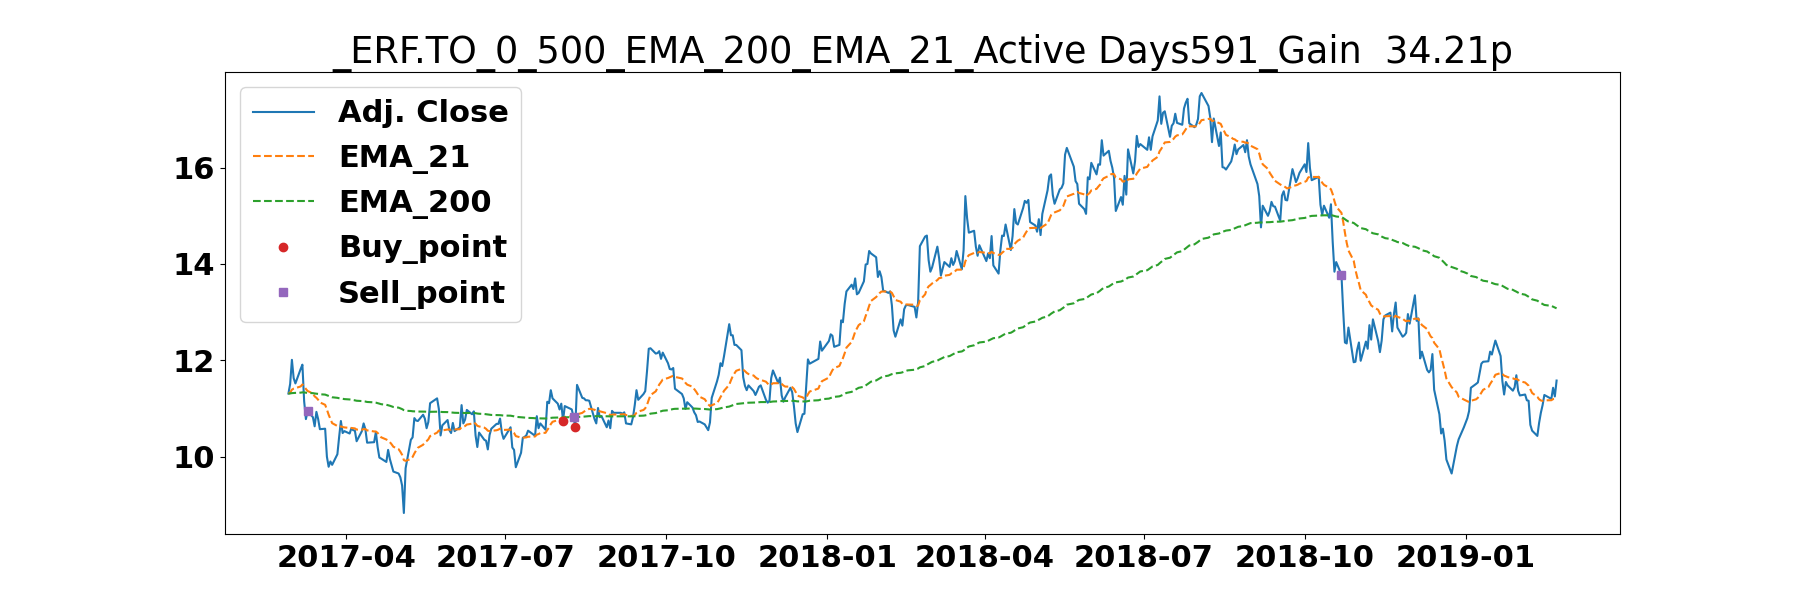 _ERF.TO_0_500_EMA_200_EMA_21_Active Days591_Gain  34.21p
Adj. Close
EMA_21
EMA_200
Buy_point
Sell_point
16
14
12
10
2017-04 2017-07 2017-10 2018-01 2018-04 2018-07 2018-10 2019-01